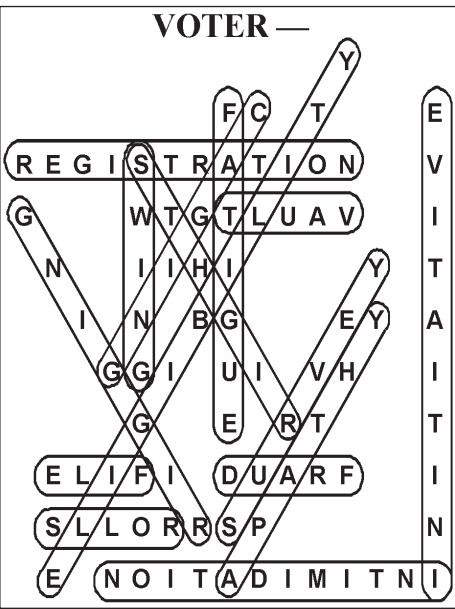 VOTER —
Y
F C T E
R E G I S T R A T I O N V
G W T G T L U A V I
N I I H I Y T
I N B G E Y A
G G I U I V H I
G E R T T
E L I F I D U A R F I
S L L O R R S P N
E N O I T A D I M I T N I